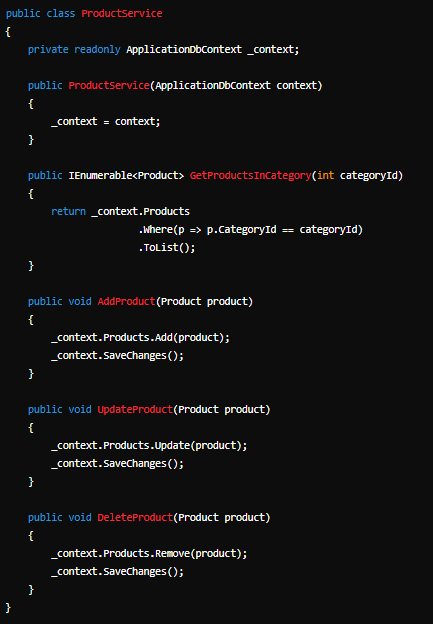 public class ProductService
{
    private readonly ApplicationDbContext _context;

    public ProductService(ApplicationDbContext context)
    {
        _context = context;
    }

    public IEnumerable<Product> GetProductsInCategory(int categoryId)
    {
        return _context.Products
                       .Where(p => p.CategoryId == categoryId)
                       .ToList();
    }

    public void AddProduct(Product product)
    {
        _context.Products.Add(product);
        _context.SaveChanges();
    }

    public void UpdateProduct(Product product)
    {
        _context.Products.Update(product);
        _context.SaveChanges();
    }

    public void DeleteProduct(Product product)
    {
        _context.Products.Remove(product);
        _context.SaveChanges();
    }
}